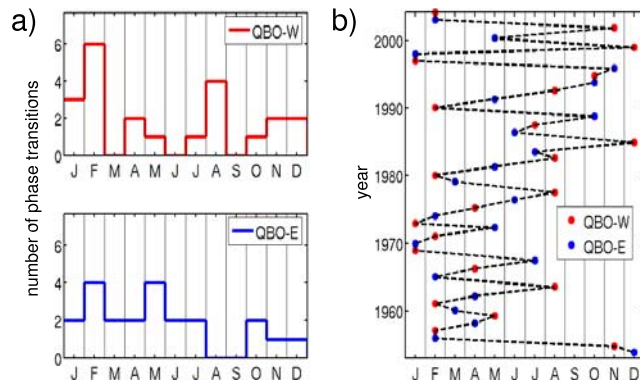 a)
number of phase transitions
6
4
2
0
QBO-W
J F M A M J J A S O N D
6
4
2
0
QBO-E
J F M A M J J A S O N D
b)
year
2000
1990
1980
1970
1960
QBO-W
QBO-E
J F M A M J J A S O N D